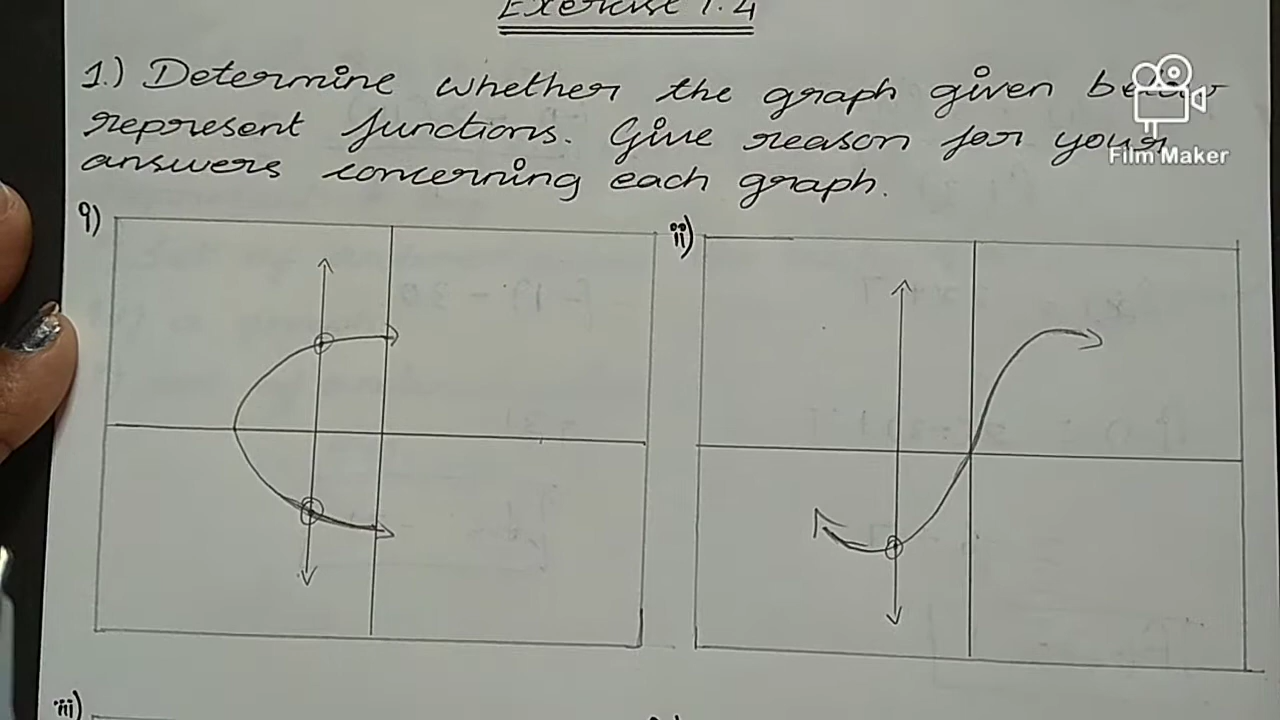 Exercise 1.4
1.) Determine whether the graph given below
represent functions. Give reason for your
answers concerning each graph.
Film Maker
i)
ii)
iii)